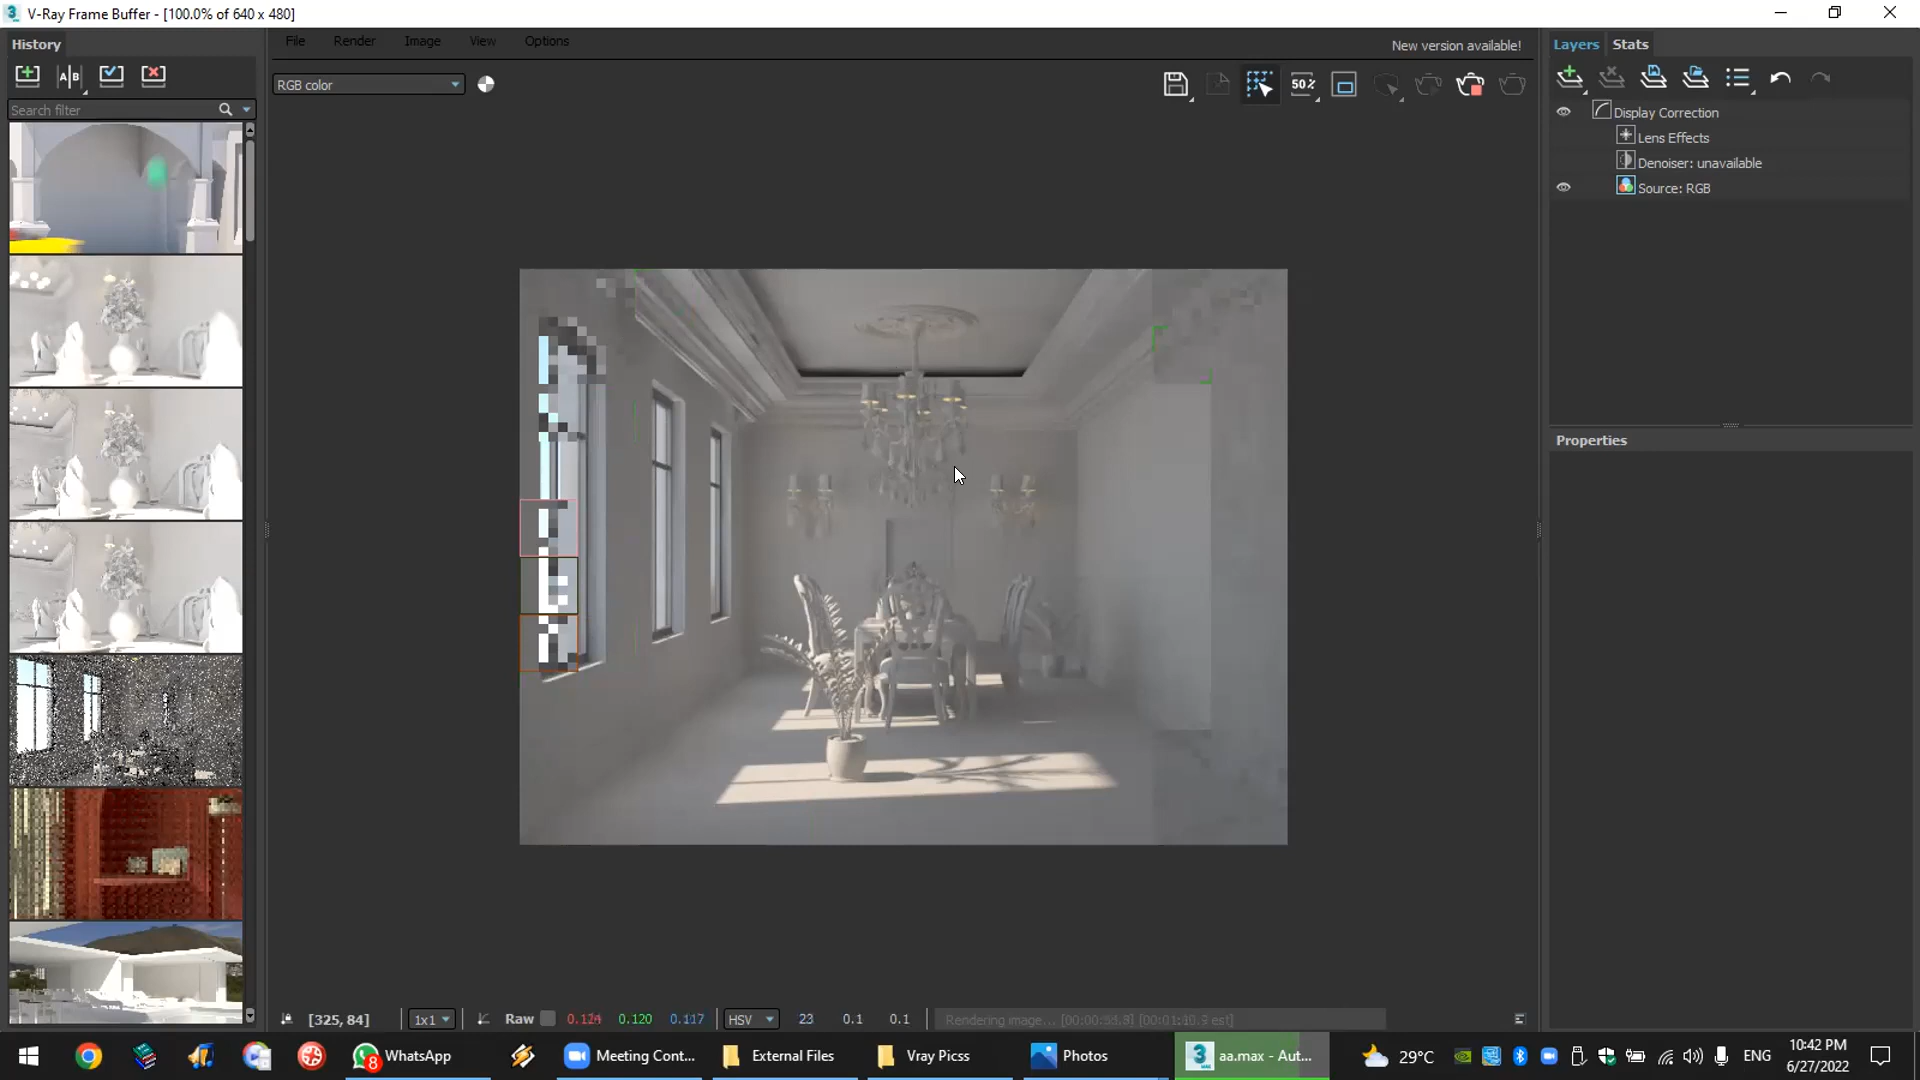 V-Ray Frame Buffer - [100.0% of 640 x 480]
History
File Render Image View Options
New version available!
Layers Stats
A B
RGB color
50%
Search filter
Display Correction
Lens Effects
Denoiser: unavailable
Source: RGB
Properties
[325, 84]
1x1
Raw
0.124 0.120 0.117
HSV
23 0.1 0.1
8
WhatsApp
Meeting Cont...
External Files
Vray Picss
Photos
3
aa.max - Aut...
29°C
ENG
10:42 PM
6/27/2022